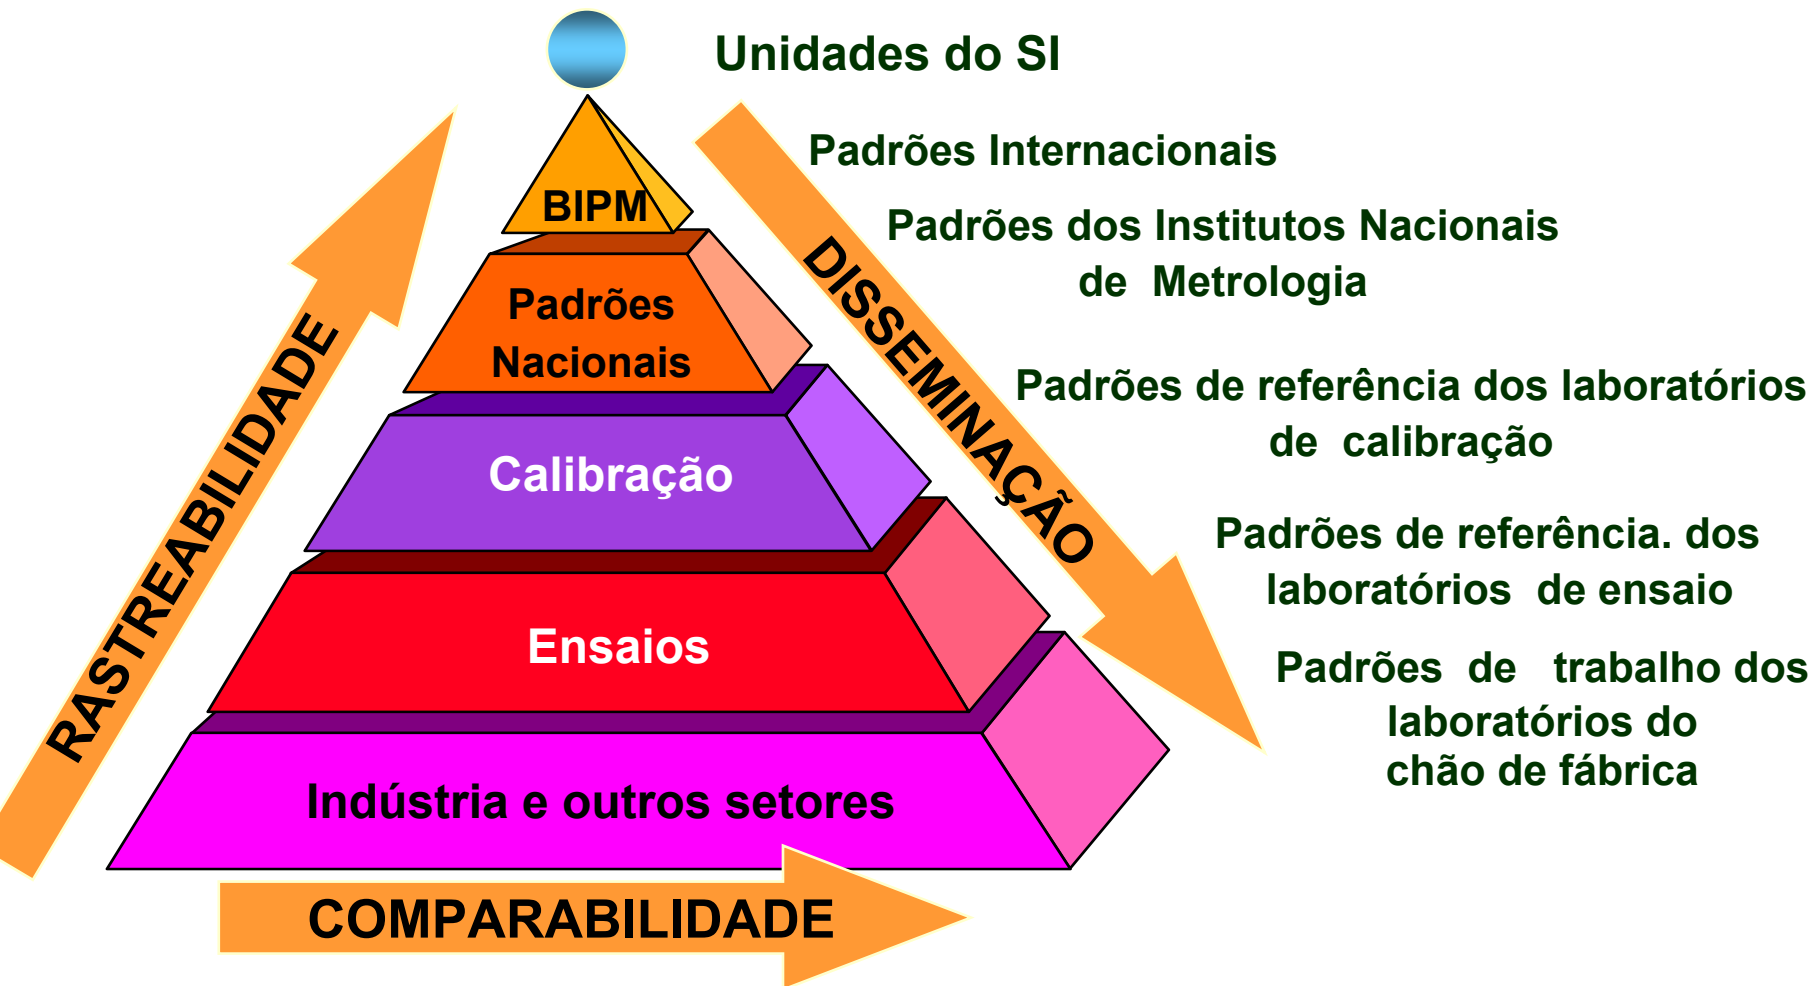 Unidades do SI
Padrões Internacionais
BIPM
Padrões dos Institutos Nacionais
de Metrologia
Padrões
Nacionais
Padrões de referência dos laboratórios
de calibração
Calibração
Padrões de referência. dos
laboratórios de ensaio
Ensaios
Padrões de trabalho dos
laboratórios do
chão de fábrica
Indústria e outros setores
RASTREABILIDADE
DISSEMINAÇÃO
COMPARABILIDADE